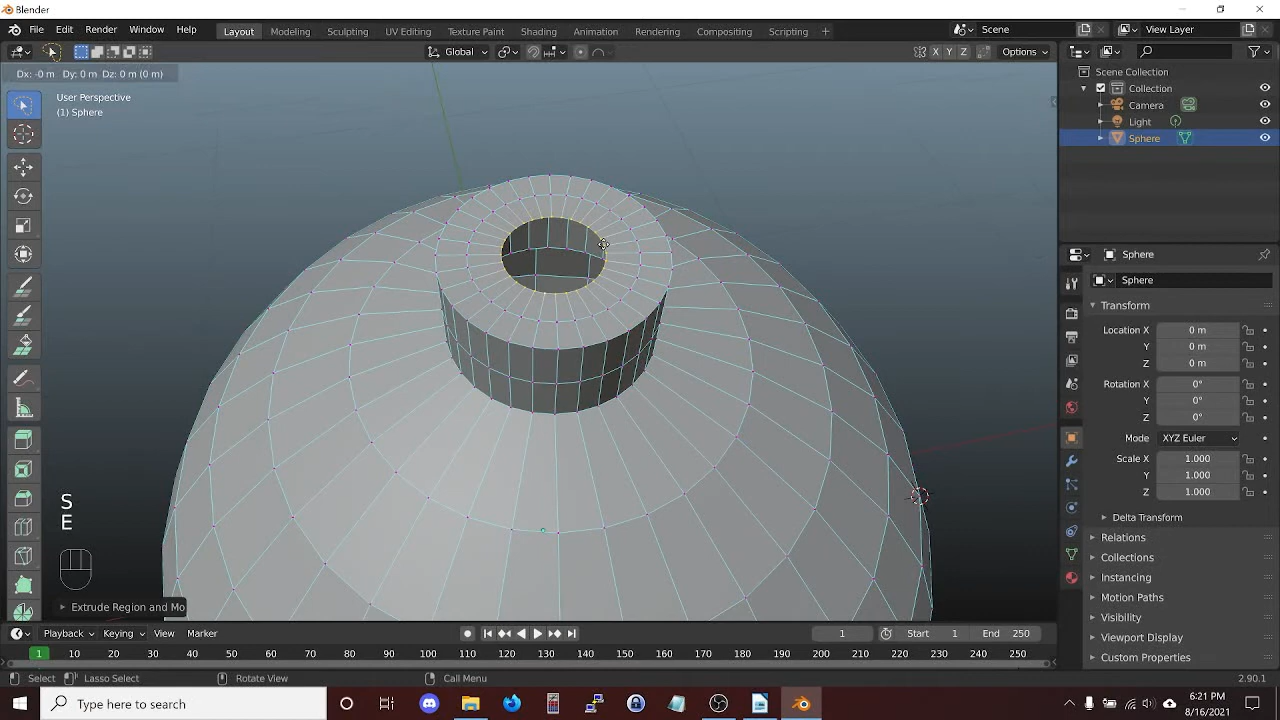 Blender
File Edit Render Window Help Layout Modeling Sculpting UV Editing Texture Paint Shading Animation Rendering Compositing Scripting + Scene View Layer
Global X Y Z Options
Dx: -0 m Dy: 0 m Dz: 0 m (0 m)
User Perspective
(1) Sphere
Scene Collection
Collection
Camera
Light
Sphere
Sphere
Sphere
Transform
Location X 0 m
Y 0 m
Z 0 m
Rotation X 0°
Y 0°
Z 0°
Mode XYZ Euler
Scale X 1.000
Y 1.000
Z 1.000
Delta Transform
Relations
Collections
Instancing
Motion Paths
Visibility
Viewport Display
Custom Properties
S
E
Extrude Region and Mo
Playback Keying View Marker 1 Start 1 End 250
1 10 20 30 40 50 60 70 80 90 100 110 120 130 140 150 160 170 180 190 200 210 220 230 240 250
Select Lasso Select Rotate View Call Menu 2.90.1
Type here to search
6:21 PM
8/16/2021